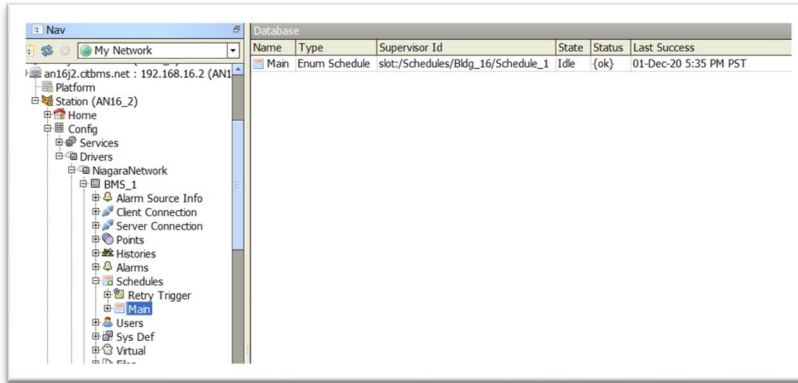 Nav
My Network
an16j2.citbms.net : 192.168.16.2 (AN1
Platform
Station (AN16_2)
Home
Config
Services
Drivers
NiagaraNetwork
BMS_1
Alarm Source Info
Client Connection
Server Connection
Points
Histories
Alarms
Schedules
Retry Trigger
Main
Users
Sys Def
Virtual
Database
Name Type Supervisor Id State Status Last Success
Main Enum Schedule slot:/Schedules/Bldg_16/Schedule_1 Idle {ok} 01-Dec-20 5:35 PM PST